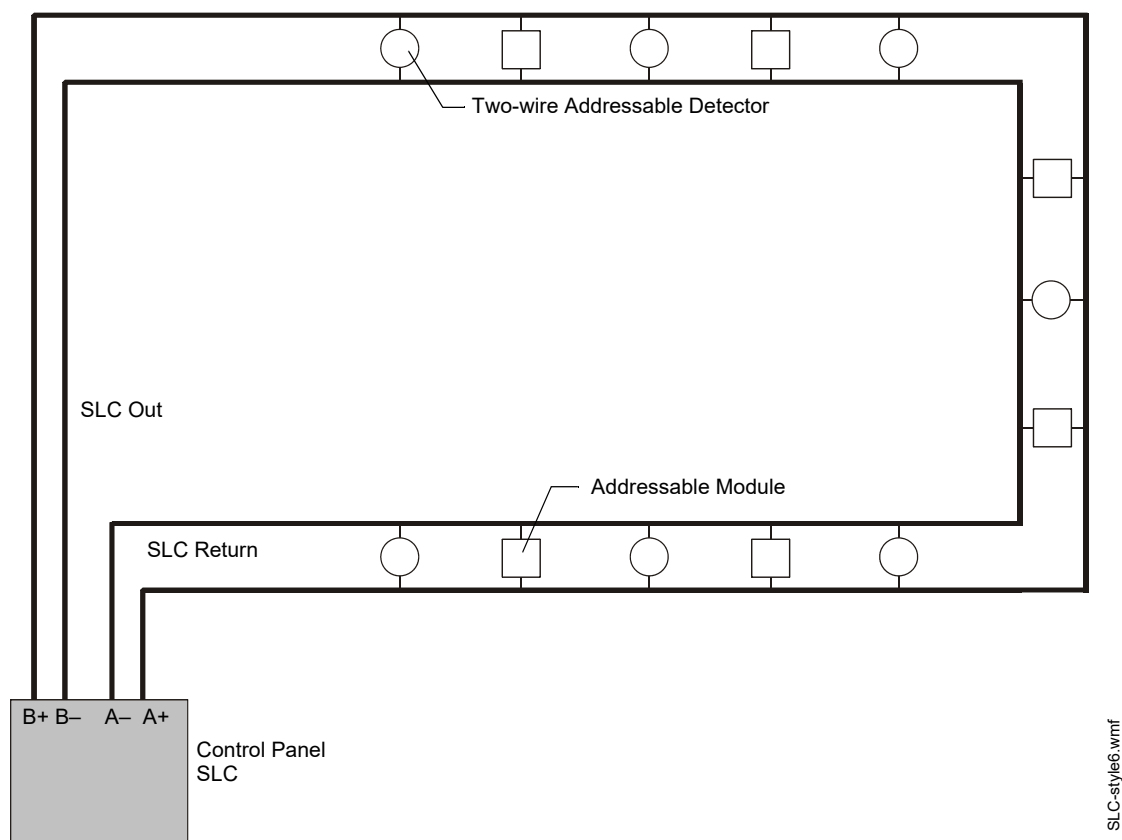 Two-wire Addressable Detector
SLC Out
Addressable Module
SLC Return
B+ B– A– A+
Control Panel
SLC
SLC-style6.wmf